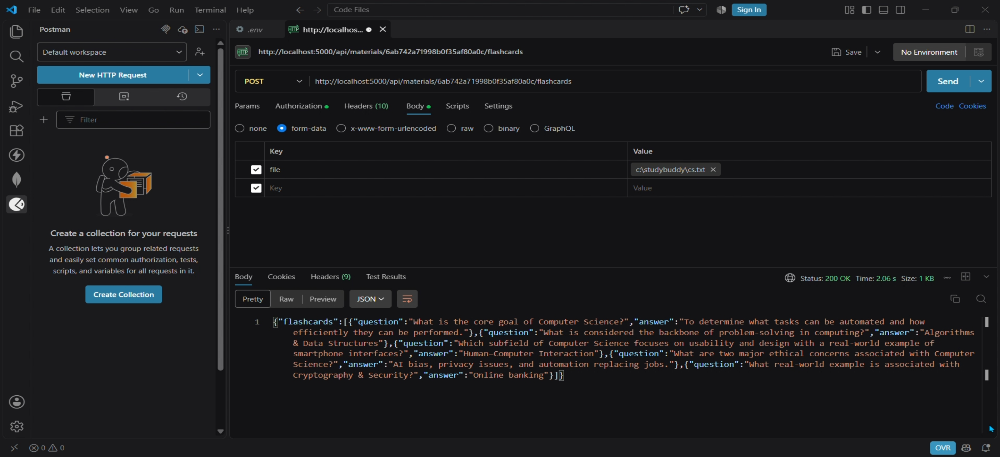 File Edit Selection View Go Run Terminal Help Code Files Sign In
Postman
.env HTTP http://localhos...
Default workspace
HTTP http://localhost:5000/api/materials/6ab742a71998b0f35af80a0c/flashcards Save No Environment
New HTTP Request
POST http://localhost:5000/api/materials/6ab742a71998b0f35af80a0c/flashcards Send
Params Authorization Headers (10) Body Scripts Settings Code Cookies
Filter
none form-data x-www-form-urlencoded raw binary GraphQL
Key Value
file c:\studybuddy\cs.txt
Key Value
Create a collection for your requests
A collection lets you group related requests
and easily set common authorization, tests,
scripts, and variables for all requests in it.
Create Collection
Body Cookies Headers (9) Test Results Status: 200 OK Time: 2.06 s Size: 1 KB
Pretty Raw Preview JSON
1 {"flashcards":[{"question":"What is the core goal of Computer Science?","answer":"To determine what tasks can be automated and how
efficiently they can be performed."},{"question":"What is considered the backbone of problem-solving in computing?","answer":"Algorithms
& Data Structures"},{"question":"Which subfield of Computer Science focuses on usability and design with a real-world example of
smartphone interfaces?","answer":"Human–Computer Interaction"},{"question":"What are two major ethical concerns associated with Computer
Science?","answer":"AI bias, privacy issues, and automation replacing jobs."},{"question":"What real-world example is associated with
Cryptography & Security?","answer":"Online banking"}]}
0 0 OVR